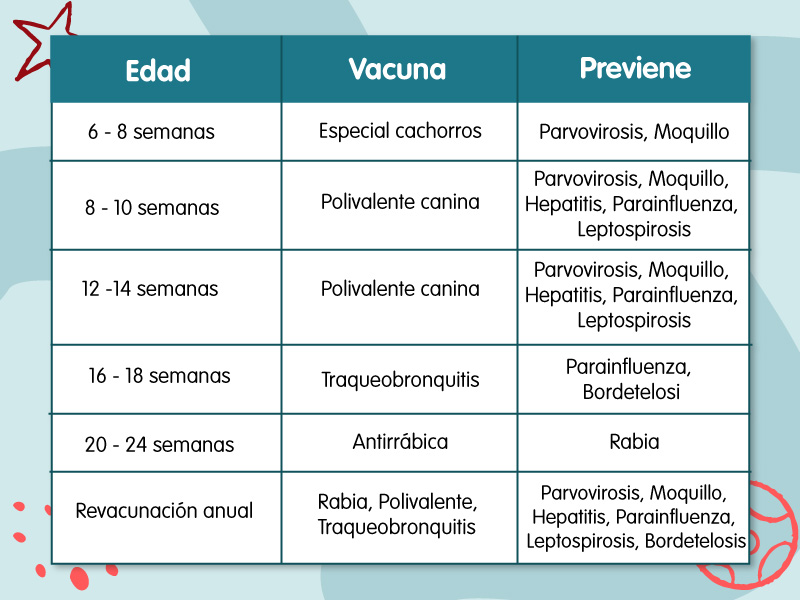 Edad
Vacuna
Previene
6 - 8 semanas
Especial cachorros
Parvovirosis, Moquillo
8 - 10 semanas
Polivalente canina
Parvovirosis, Moquillo,
Hepatitis, Parainfluenza,
Leptospirosis
12 -14 semanas
Polivalente canina
Parvovirosis, Moquillo,
Hepatitis, Parainfluenza,
Leptospirosis
16 - 18 semanas
Traqueobronquitis
Parainfluenza,
Bordetelosi
20 - 24 semanas
Antirrábica
Rabia
Revacunación anual
Rabia, Polivalente,
Traqueobronquitis
Parvovirosis, Moquillo,
Hepatitis, Parainfluenza,
Leptospirosis, Bordetelosis